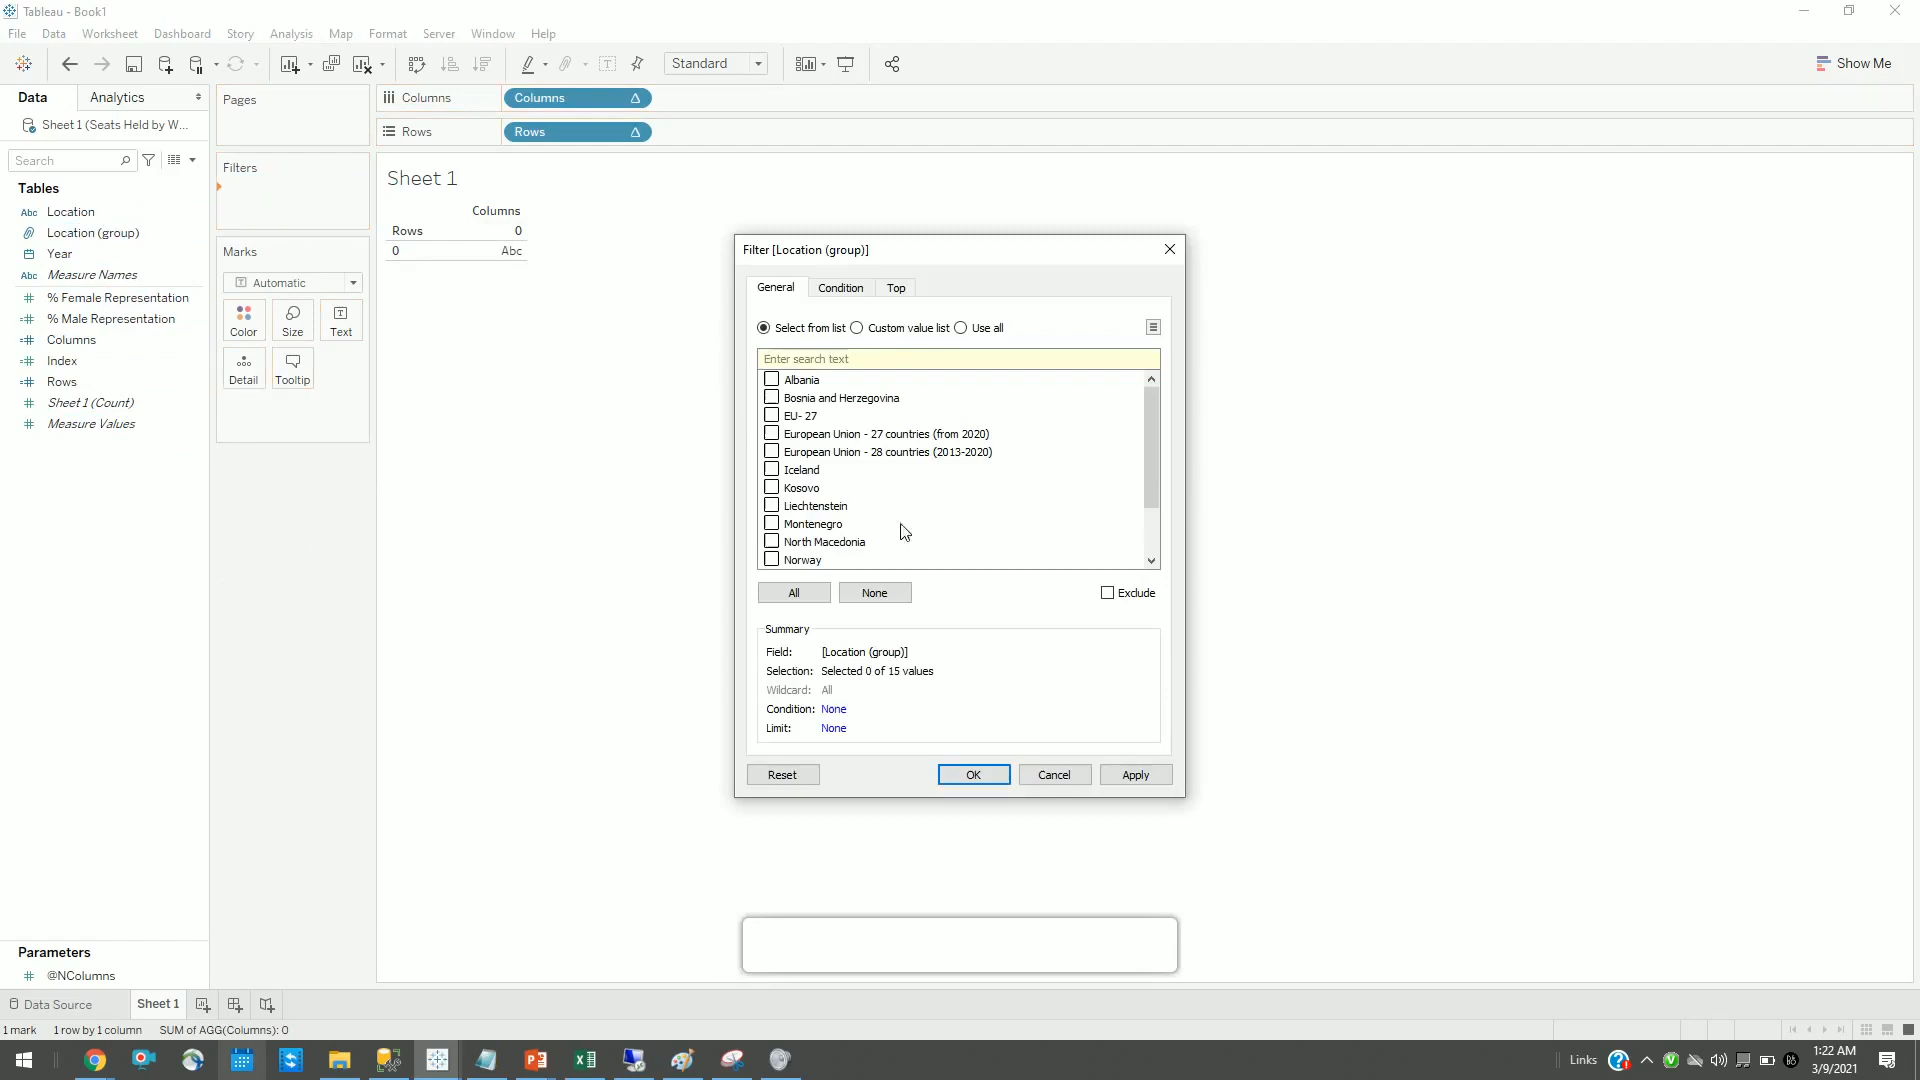 Tableau - Book1
File Data Worksheet Dashboard Story Analysis Map Format Server Window Help
Standard
Show Me
Data Analytics
Sheet 1 (Seats Held by W...
Search
Tables
Abc Location
Location (group)
Year
Abc Measure Names
% Female Representation
% Male Representation
Columns
Index
Rows
Sheet 1 (Count)
Measure Values
Parameters
@NColumns
Pages
Filters
Marks
Automatic
Color Size Text
Detail Tooltip
Columns Columns
Rows Rows
Sheet 1
Columns
Rows 0
0 Abc
Filter [Location (group)]
General Condition Top
Select from list Custom value list Use all
Enter search text
Albania
Bosnia and Herzegovina
EU- 27
European Union - 27 countries (from 2020)
European Union - 28 countries (2013-2020)
Iceland
Kosovo
Liechtenstein
Montenegro
North Macedonia
Norway
All None Exclude
Summary
Field: [Location (group)]
Selection: Selected 0 of 15 values
Wildcard: All
Condition: None
Limit: None
Reset OK Cancel Apply
Data Source Sheet 1
1 mark 1 row by 1 column SUM of AGG(Columns): 0
Links
1:22 AM
3/9/2021